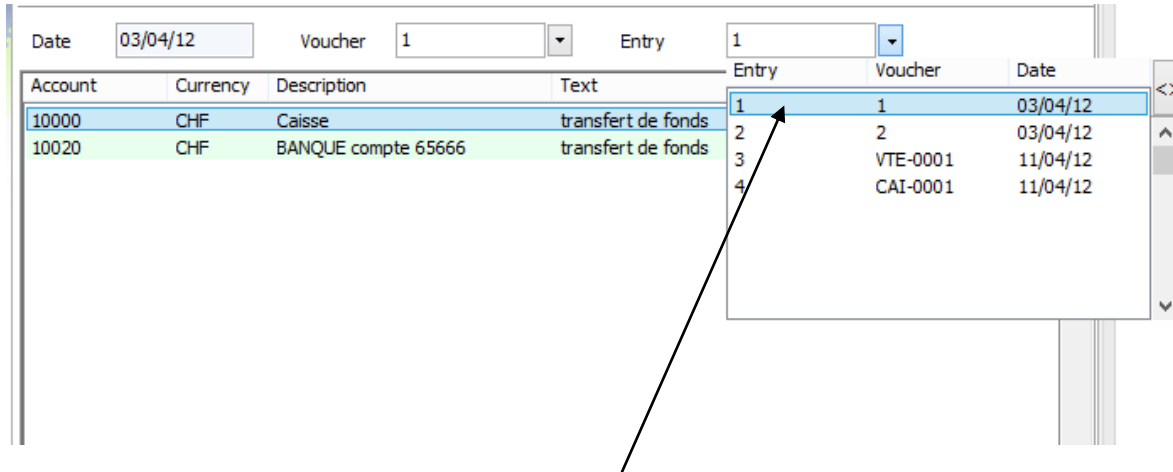 Date 03/04/12 Voucher 1 Entry 1
Account Currency Description Text
10000 CHF Caisse transfert de fonds
10020 CHF BANQUE compte 65666 transfert de fonds
Entry Voucher Date
1 1 03/04/12
2 2 03/04/12
3 VTE-0001 11/04/12
4 CAI-0001 11/04/12
<>